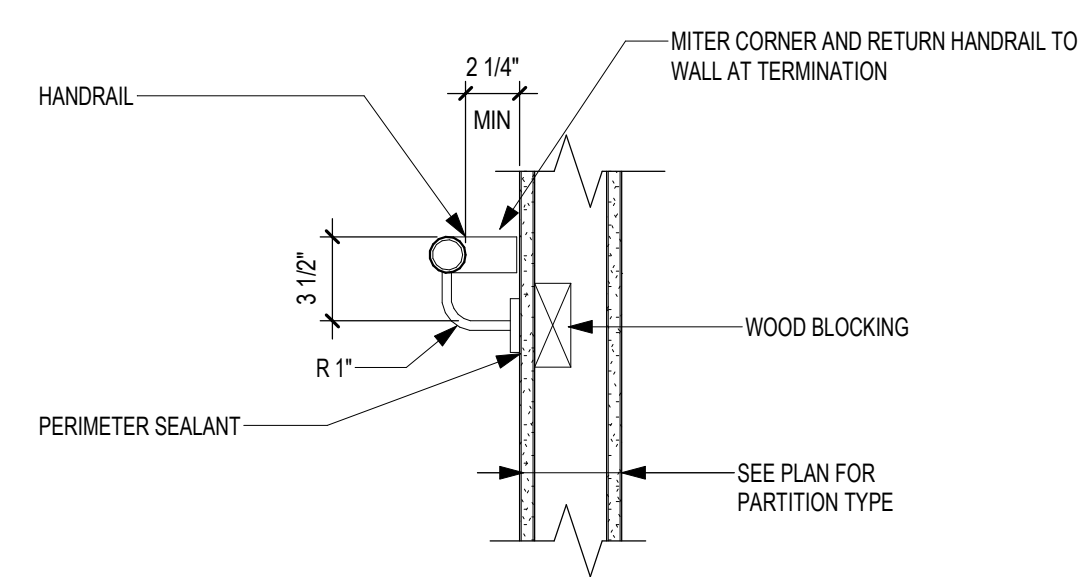 MITER CORNER AND RETURN HANDRAIL TO
WALL AT TERMINATION
2 1/4"
MIN
HANDRAIL
3 1/2"
R 1"
WOOD BLOCKING
PERIMETER SEALANT
SEE PLAN FOR
PARTITION TYPE